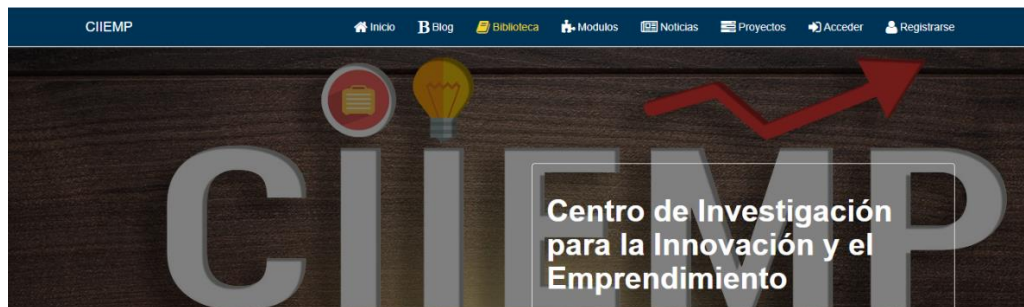 CIIEMP Inicio Blog Biblioteca Modulos Noticias Proyectos Acceder Registrarse
CIIEMP
Centro de Investigación
para la Innovación y el
Emprendimiento